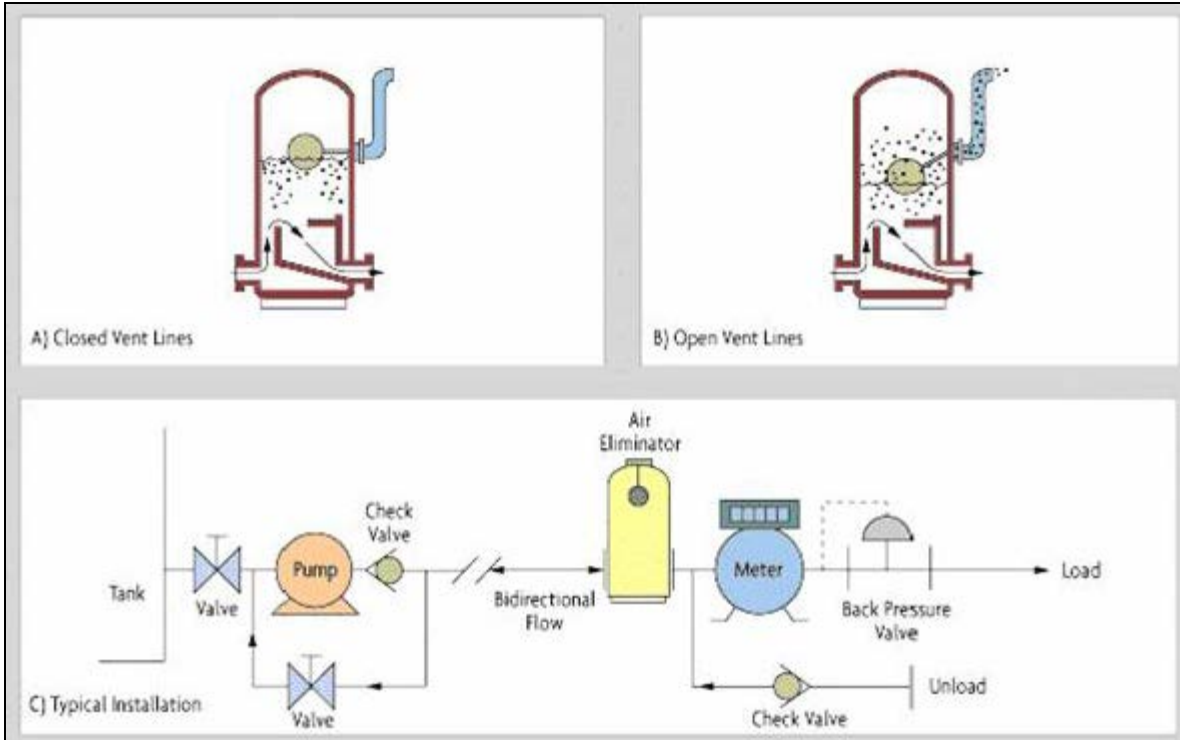 A) Closed Vent Lines
B) Open Vent Lines
Air
Eliminator
Check
Valve
Pump
Meter
Load
Tank
Valve
Bidirectional
Flow
Back Pressure
Valve
Unload
C) Typical Installation
Valve
Check Valve